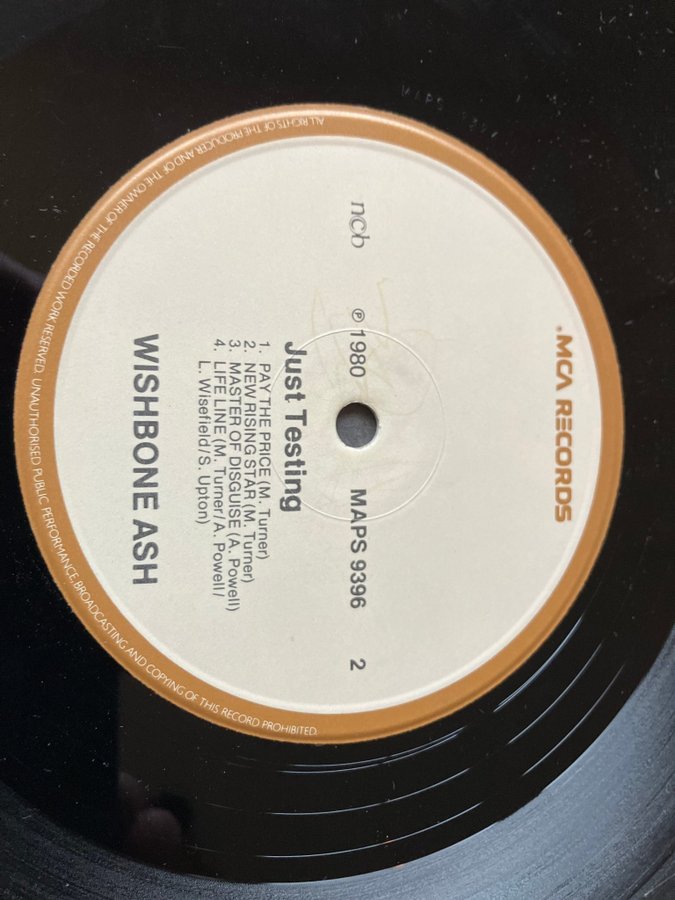 MCA RECORDS
ncb
℗ 1980
MAPS 9396
2
Just Testing
1. PAY THE PRICE (M. Turner)
2. NEW RISING STAR (M. Turner)
3. MASTER OF DISGUISE (A. Powell)
4. LIFE LINE (M. Turner/A. Powell/
L. Wisefield/S. Upton)
WISHBONE ASH
ALL RIGHTS OF THE PRODUCER AND OF THE OWNER OF THE RECORDED WORK RESERVED. UNAUTHORISED PUBLIC PERFORMANCE, BROADCASTING AND COPYING OF THIS RECORD PROHIBITED.